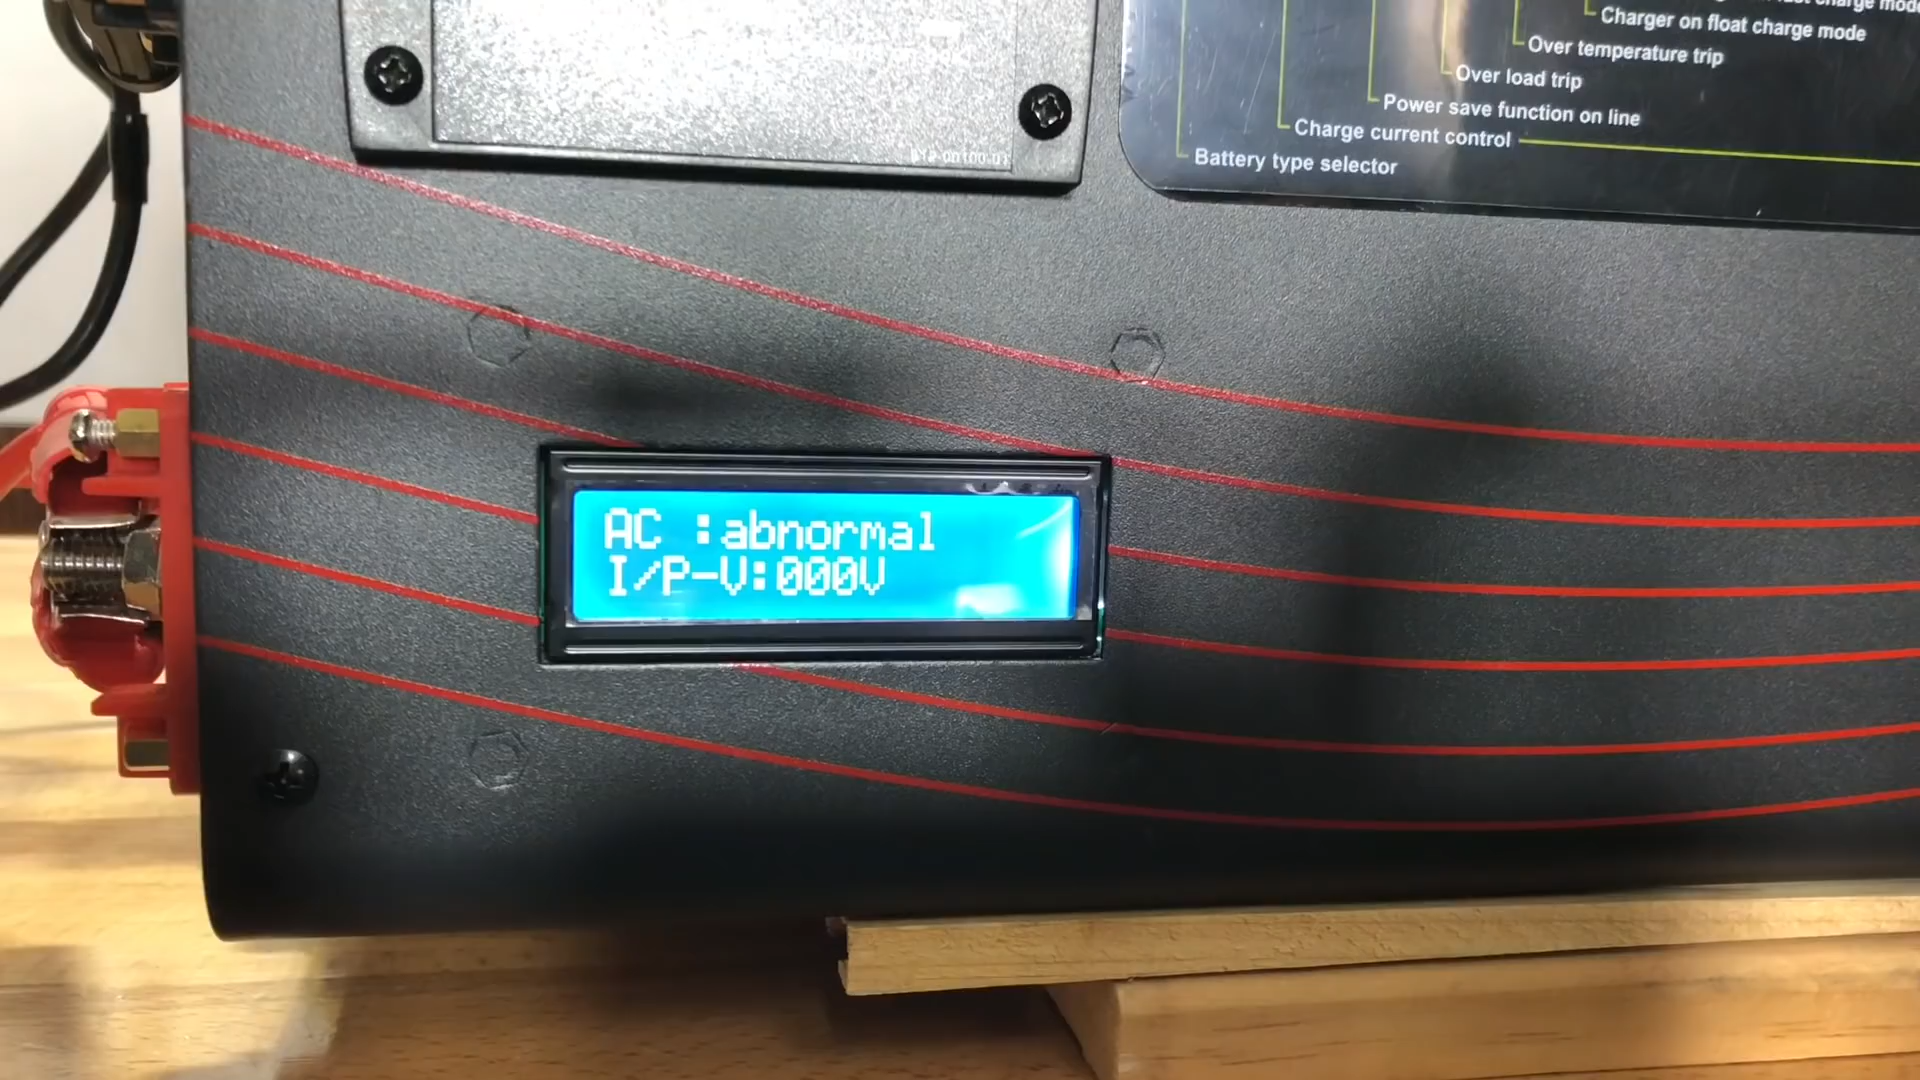 Charger on float charge mode
Over temperature trip
Over load trip
Power save function on line
Charge current control
Battery type selector
AC :abnormal
I/P-V:000V